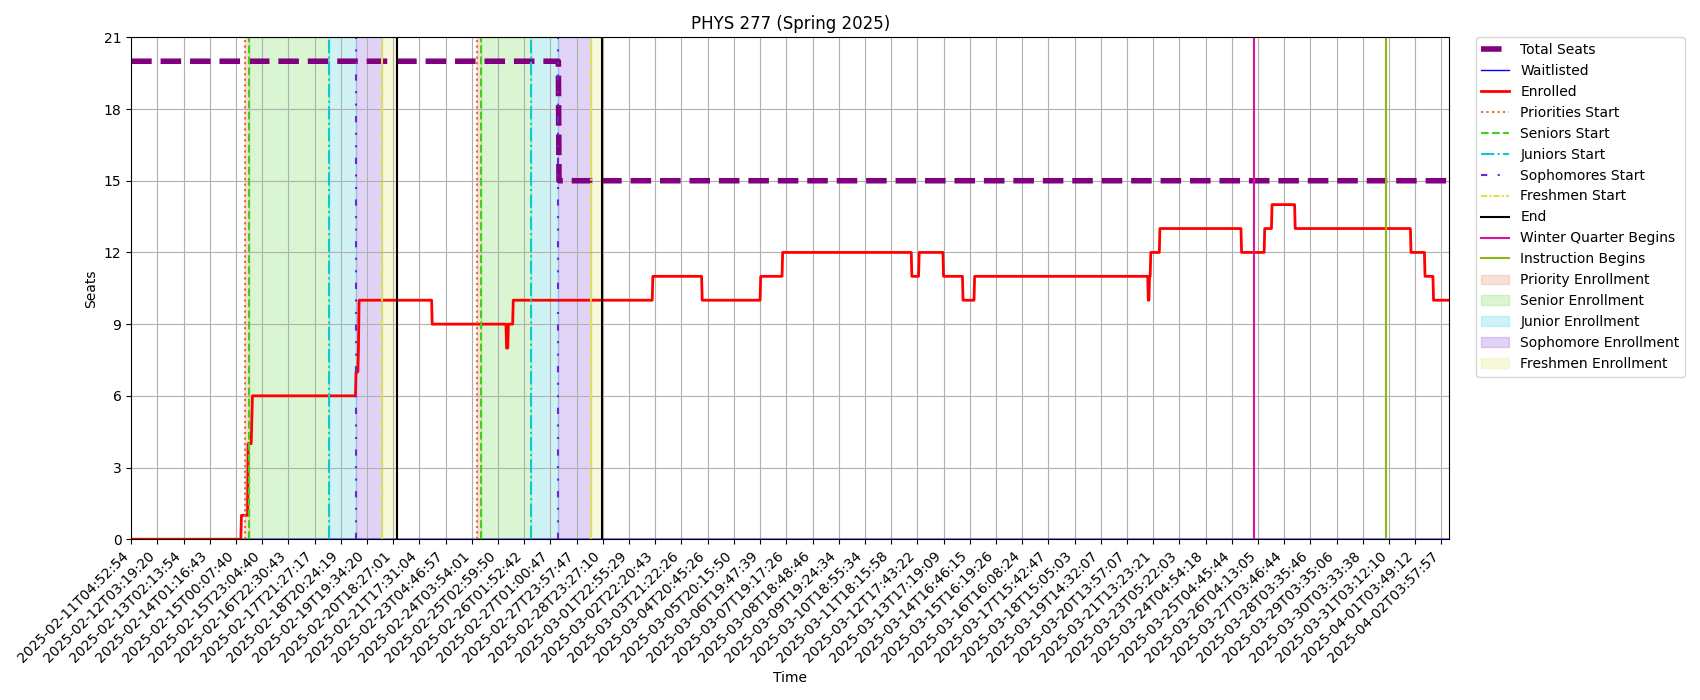 PHYS 277 (Spring 2025)
Seats
21
18
15
12
9
6
3
0
2025-02-11T04:52:54
2025-02-12T03:19:20
2025-02-13T02:13:54
2025-02-14T01:16:43
2025-02-15T00:07:40
2025-02-15T23:04:40
2025-02-16T22:30:43
2025-02-17T21:27:17
2025-02-18T20:24:19
2025-02-19T19:34:20
2025-02-20T18:27:01
2025-02-21T17:31:04
2025-02-23T04:46:57
2025-02-24T03:54:01
2025-02-25T02:59:50
2025-02-26T01:52:42
2025-02-27T01:00:47
2025-02-27T23:57:47
2025-02-28T23:27:10
2025-03-01T22:55:29
2025-03-02T22:20:43
2025-03-03T21:22:26
2025-03-04T20:45:26
2025-03-05T20:15:50
2025-03-06T19:47:39
2025-03-07T19:17:26
2025-03-08T18:48:46
2025-03-09T19:24:34
2025-03-10T18:55:34
2025-03-11T18:15:58
2025-03-12T17:43:22
2025-03-13T17:19:09
2025-03-14T16:46:15
2025-03-15T16:19:26
2025-03-16T16:08:24
2025-03-17T15:42:47
2025-03-18T15:05:03
2025-03-19T14:32:07
2025-03-20T13:57:07
2025-03-21T13:23:21
2025-03-23T05:22:03
2025-03-24T04:54:18
2025-03-25T04:45:44
2025-03-26T04:13:05
2025-03-27T03:46:44
2025-03-28T03:35:46
2025-03-29T03:35:06
2025-03-30T03:33:38
2025-03-31T03:12:10
2025-04-01T03:49:12
2025-04-02T03:57:57
Time
Total Seats
Waitlisted
Enrolled
Priorities Start
Seniors Start
Juniors Start
Sophomores Start
Freshmen Start
End
Winter Quarter Begins
Instruction Begins
Priority Enrollment
Senior Enrollment
Junior Enrollment
Sophomore Enrollment
Freshmen Enrollment